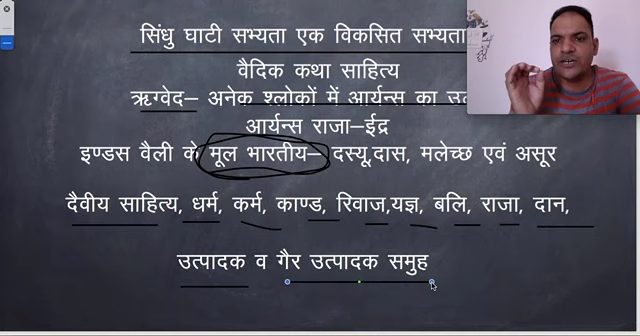 सिंधु घाटी सभ्यता एक विकसित सभ्यता
वैदिक कथा साहित्य
ऋग्वेद– अनेक श्लोकों में आर्यन्स का
आर्यन्स राजा–ईद्र
इण्डस वैली के मूल भारतीय– दस्यू,दास, मलेच्छ एवं असूर
दैवीय साहित्य, धर्म, कर्म, काण्ड, रिवाज,यज्ञ, बलि, राजा, दान,
उत्पादक व गैर उत्पादक समुह